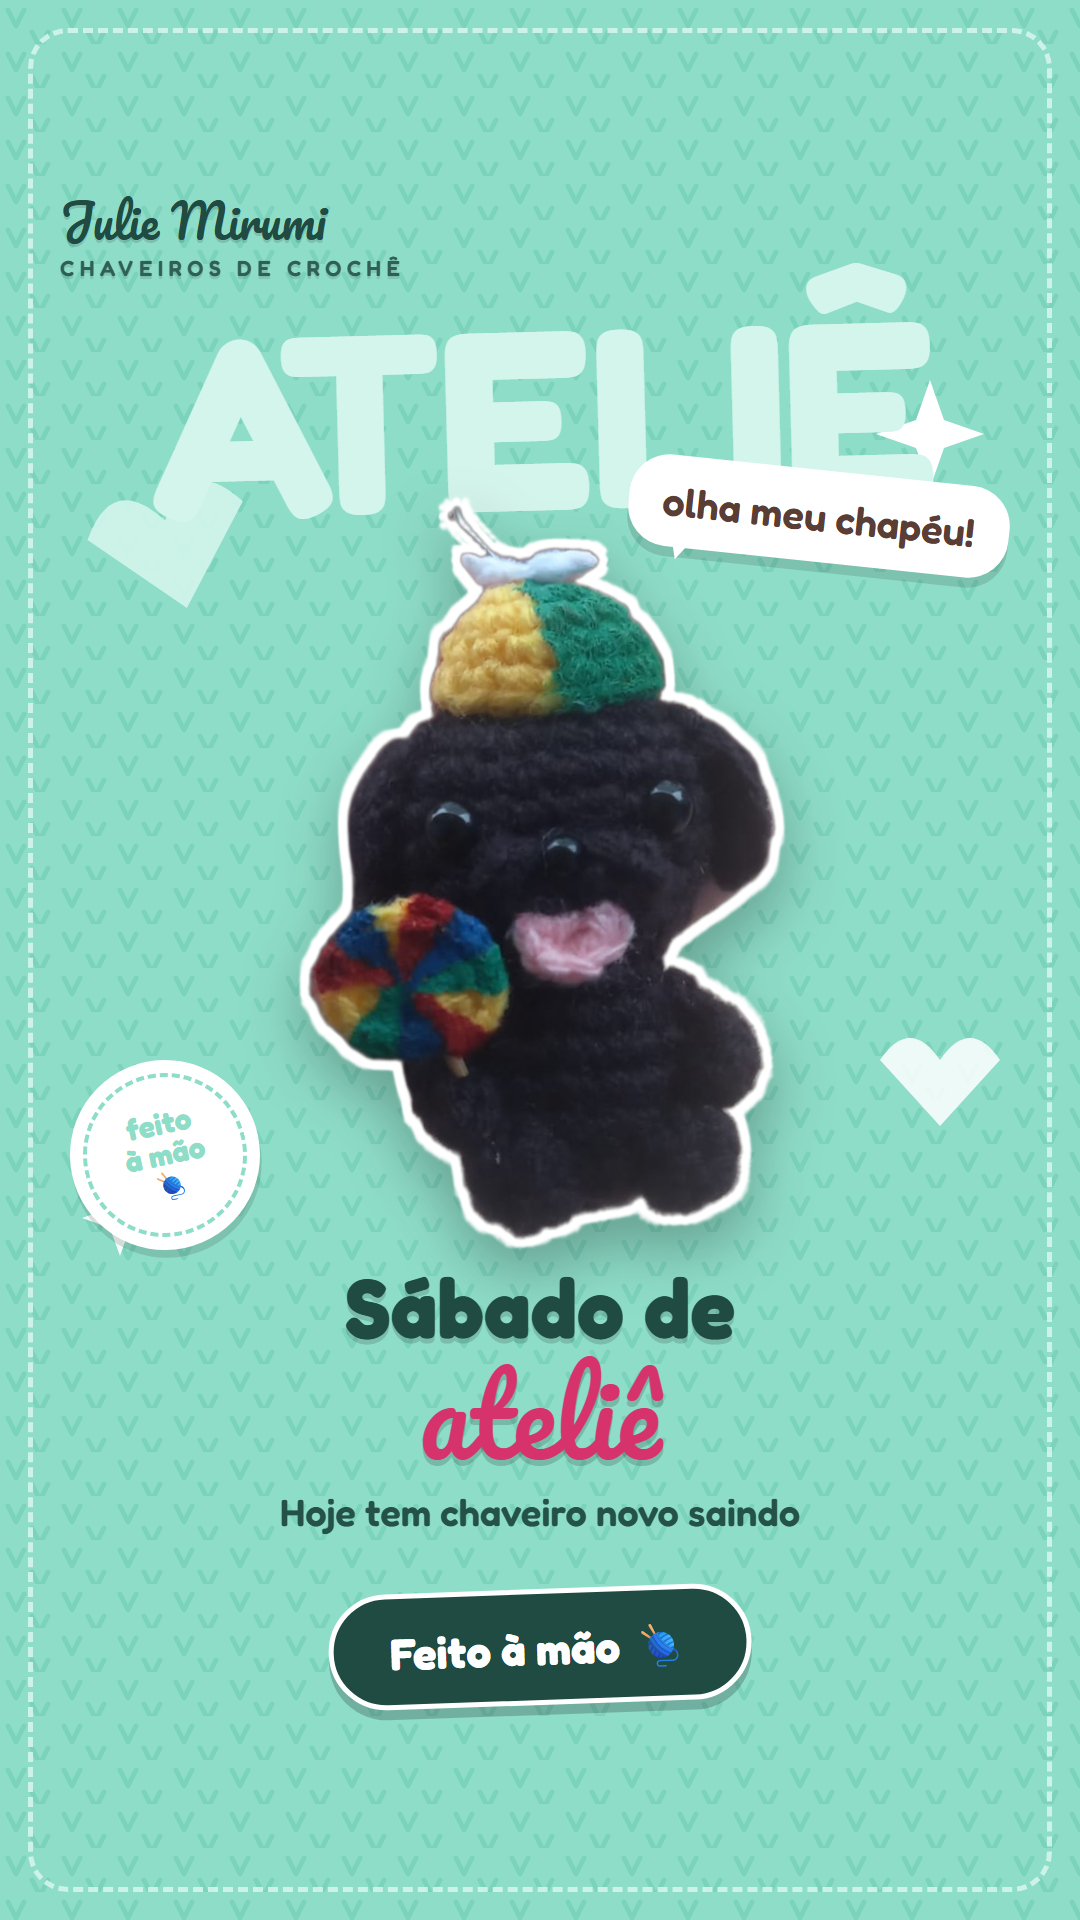 Julie Mirumi
CHAVEIROS DE CROCHÊ
ATELIÊ
olha meu chapéu!
feito
à mão
Sábado de
ateliê
Hoje tem chaveiro novo saindo
Feito à mão